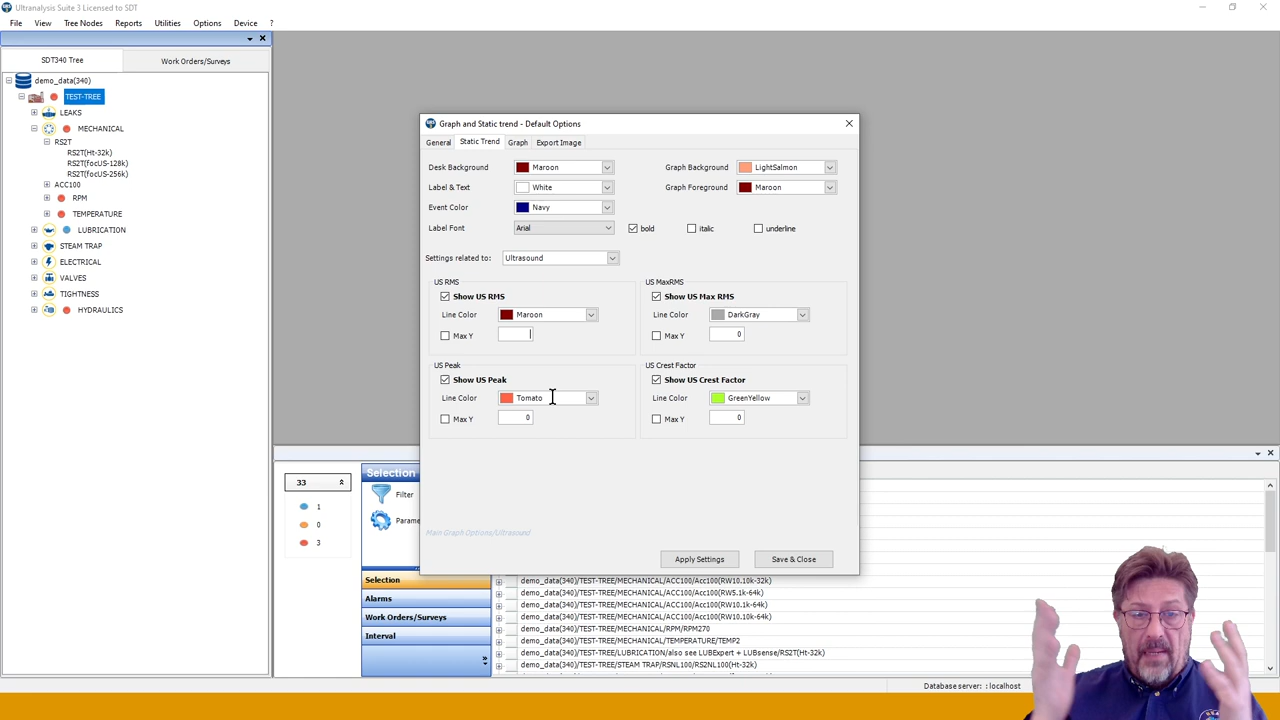 Ultranalysis Suite 3 Licensed to SDT
File View Tree Nodes Reports Utilities Options Device ?
SDT340 Tree Work Orders/Surveys
demo_data(340)
TEST-TREE
LEAKS
MECHANICAL
RS2T
RS2T(Ht-32k)
RS2T(focUS-128k)
RS2T(focUS-256k)
ACC100
RPM
TEMPERATURE
LUBRICATION
STEAM TRAP
ELECTRICAL
VALVES
TIGHTNESS
HYDRAULICS
Graph and Static trend - Default Options
General Static Trend Graph Export Image
Desk Background Maroon Graph Background LightSalmon
Label & Text White Graph Foreground Maroon
Event Color Navy
Label Font Arial bold italic underline
Settings related to: Ultrasound
US RMS US MaxRMS
Show US RMS Show US Max RMS
Line Color Maroon Line Color DarkGray
Max Y Max Y 0
US Peak US Crest Factor
Show US Peak Show US Crest Factor
Line Color Tomato Line Color GreenYellow
Max Y 0 Max Y 0
Main Graph Options/Ultrasound
Apply Settings Save & Close
33
1
0
3
Selection
Filter
Parame
Selection
Alarms
Work Orders/Surveys
Interval
demo_data(340)/TEST-TREE/MECHANICAL/ACC100/Acc100(RW10.10k-32k)
demo_data(340)/TEST-TREE/MECHANICAL/ACC100/Acc100(RW5.1k-64k)
demo_data(340)/TEST-TREE/MECHANICAL/ACC100/Acc100(RW10.1k-64k)
demo_data(340)/TEST-TREE/MECHANICAL/ACC100/Acc100(RW10.10k-64k)
demo_data(340)/TEST-TREE/MECHANICAL/RPM/RPM270
demo_data(340)/TEST-TREE/MECHANICAL/TEMPERATURE/TEMP2
demo_data(340)/TEST-TREE/LUBRICATION/also see LUBExpert + LUBsense/RS2T(Ht-32k)
demo_data(340)/TEST-TREE/STEAM TRAP/RSNL100/RS2NL100(Ht-32k)
Database server: : localhost